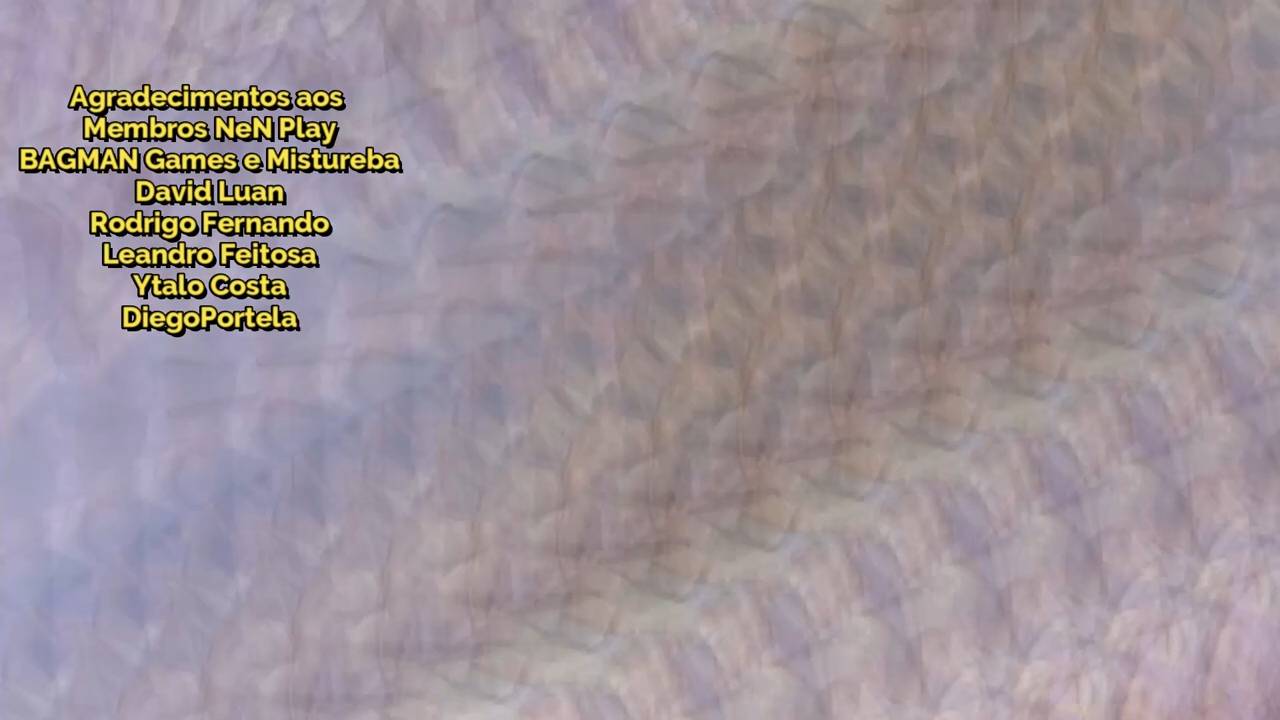 Agradecimentos aos
Membros NeN Play
BAGMAN Games e Mistureba
David Luan
Rodrigo Fernando
Leandro Feitosa
Ytalo Costa
DiegoPortela